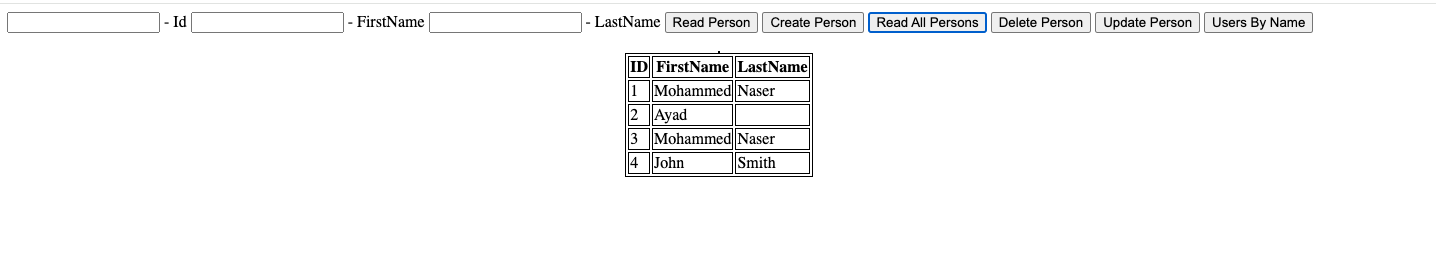 - Id - FirstName - LastName Read Person Create Person Read All Persons Delete Person Update Person Users By Name
ID FirstName LastName
1 Mohammed Naser
2 Ayad
3 Mohammed Naser
4 John Smith